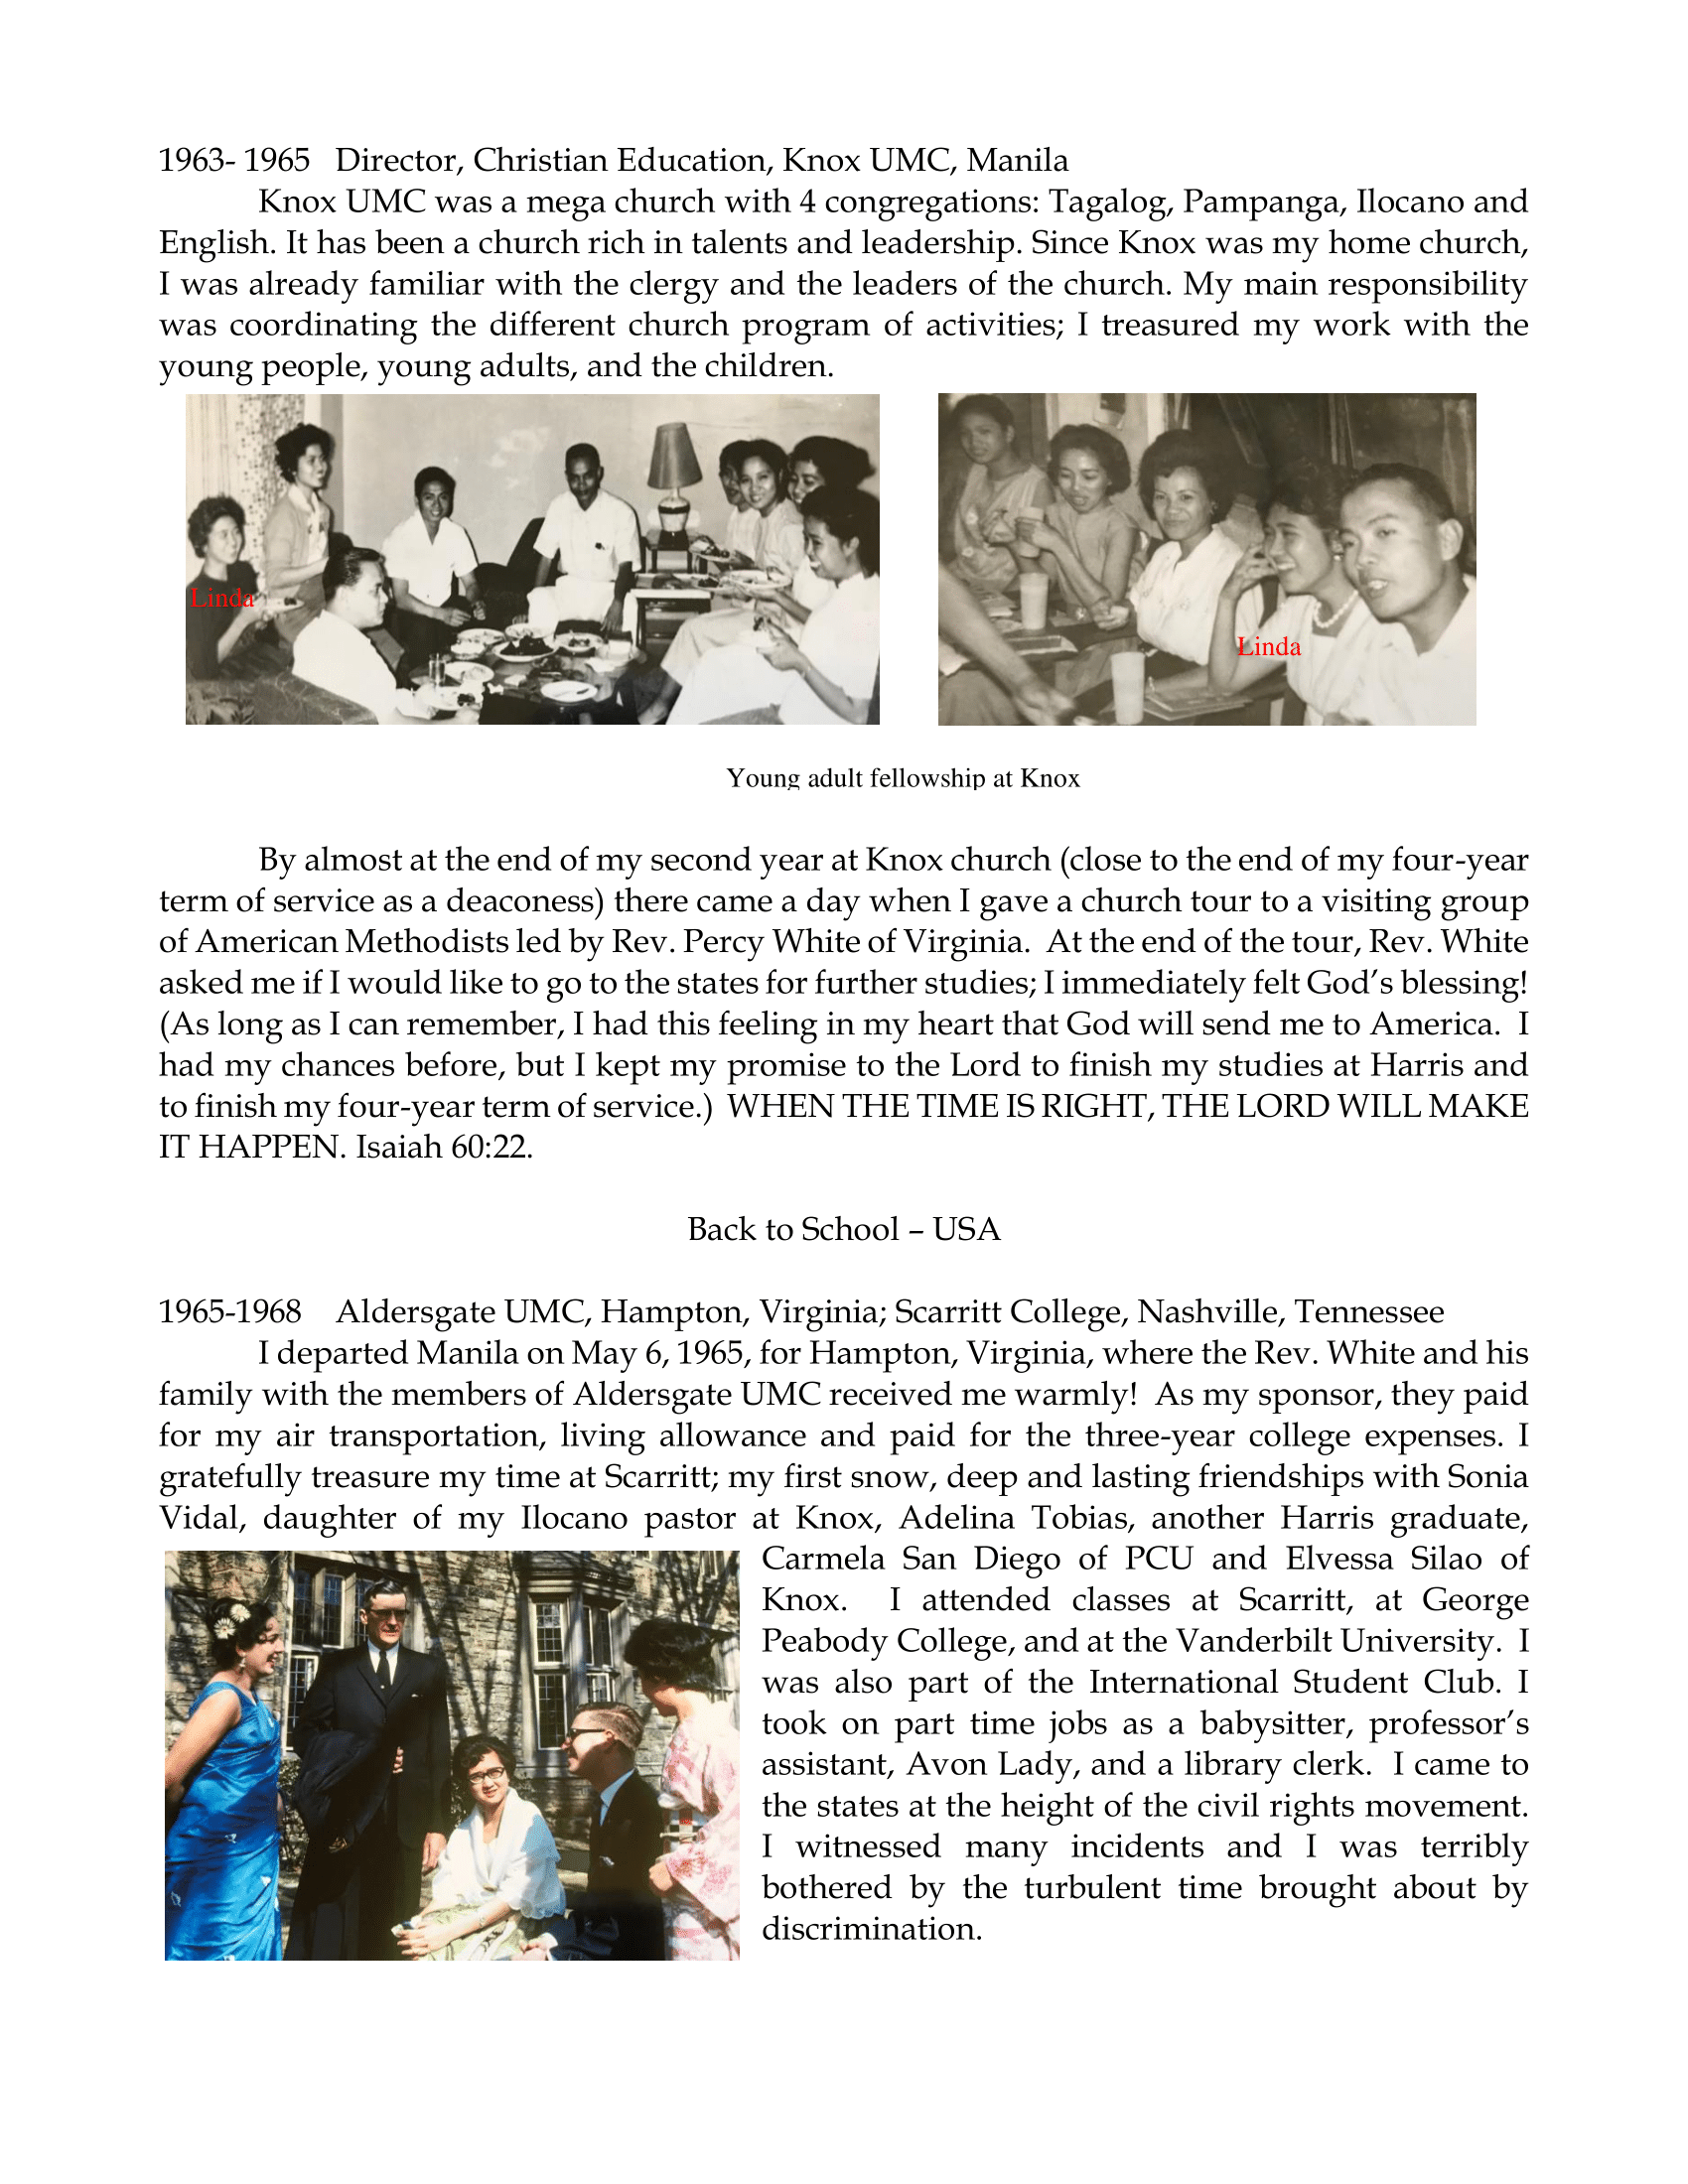 1963- 1965 Director, Christian Education, Knox UMC, Manila
Knox UMC was a mega church with 4 congregations: Tagalog, Pampanga, Ilocano and
English. It has been a church rich in talents and leadership. Since Knox was my home church,
I was already familiar with the clergy and the leaders of the church. My main responsibility
was coordinating the different church program of activities; I treasured my work with the
young people, young adults, and the children.
Linda
Linda
Young adult fellowship at Knox
By almost at the end of my second year at Knox church (close to the end of my four-year
term of service as a deaconess) there came a day when I gave a church tour to a visiting group
of American Methodists led by Rev. Percy White of Virginia. At the end of the tour, Rev. White
asked me if I would like to go to the states for further studies; I immediately felt God’s blessing!
(As long as I can remember, I had this feeling in my heart that God will send me to America. I
had my chances before, but I kept my promise to the Lord to finish my studies at Harris and
to finish my four-year term of service.) WHEN THE TIME IS RIGHT, THE LORD WILL MAKE
IT HAPPEN. Isaiah 60:22.
Back to School – USA
1965-1968 Aldersgate UMC, Hampton, Virginia; Scarritt College, Nashville, Tennessee
I departed Manila on May 6, 1965, for Hampton, Virginia, where the Rev. White and his
family with the members of Aldersgate UMC received me warmly! As my sponsor, they paid
for my air transportation, living allowance and paid for the three-year college expenses. I
gratefully treasure my time at Scarritt; my first snow, deep and lasting friendships with Sonia
Vidal, daughter of my Ilocano pastor at Knox, Adelina Tobias, another Harris graduate,
Carmela San Diego of PCU and Elvessa Silao of
Knox. I attended classes at Scarritt, at George
Peabody College, and at the Vanderbilt University. I
was also part of the International Student Club. I
took on part time jobs as a babysitter, professor’s
assistant, Avon Lady, and a library clerk. I came to
the states at the height of the civil rights movement.
I witnessed many incidents and I was terribly
bothered by the turbulent time brought about by
discrimination.